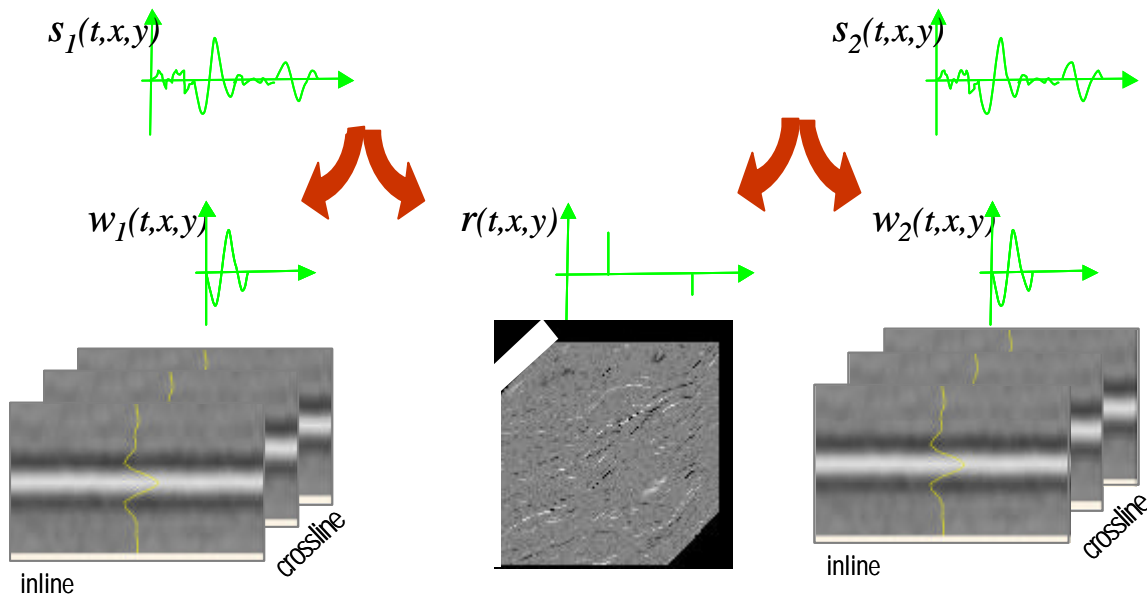 s1(t,x,y)
s2(t,x,y)
w1(t,x,y)
r(t,x,y)
w2(t,x,y)
inline
crossline
inline
crossline